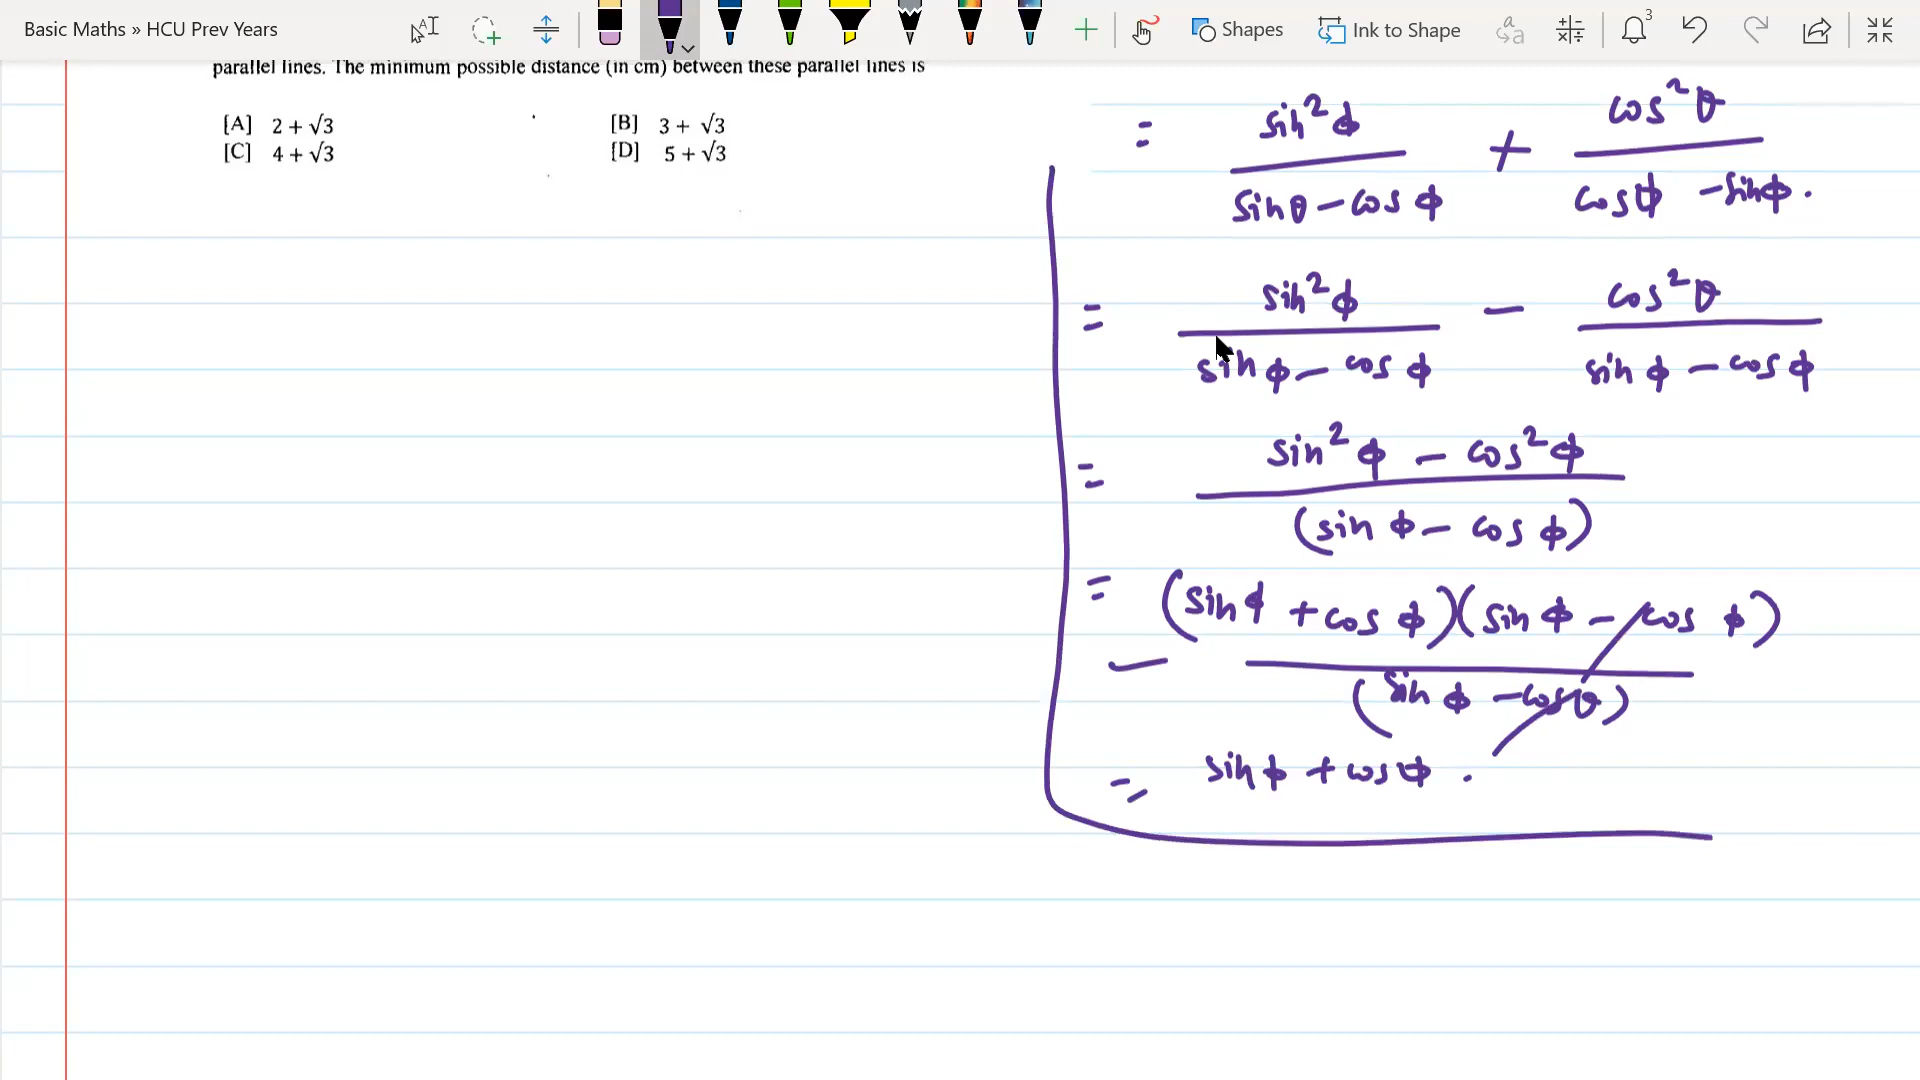 Basic Maths » HCU Prev Years
Shapes
Ink to Shape
3
parallel lines. The minimum possible distance (in cm) between these parallel lines is
[A] 2 + √3 [B] 3 + √3
[C] 4 + √3 [D] 5 + √3
= sin²ϕ / (sinθ − cosϕ) + cos²θ / (cosϕ − sinϕ) .
= sin²ϕ / (sinϕ − cosϕ) − cos²θ / (sinϕ − cosϕ)
= (sin²ϕ − cos²ϕ) / (sinϕ − cosϕ)
= (sinϕ + cosϕ)(sinϕ − cosϕ) / (sinϕ − cosθ)
= sinϕ + cosϕ .